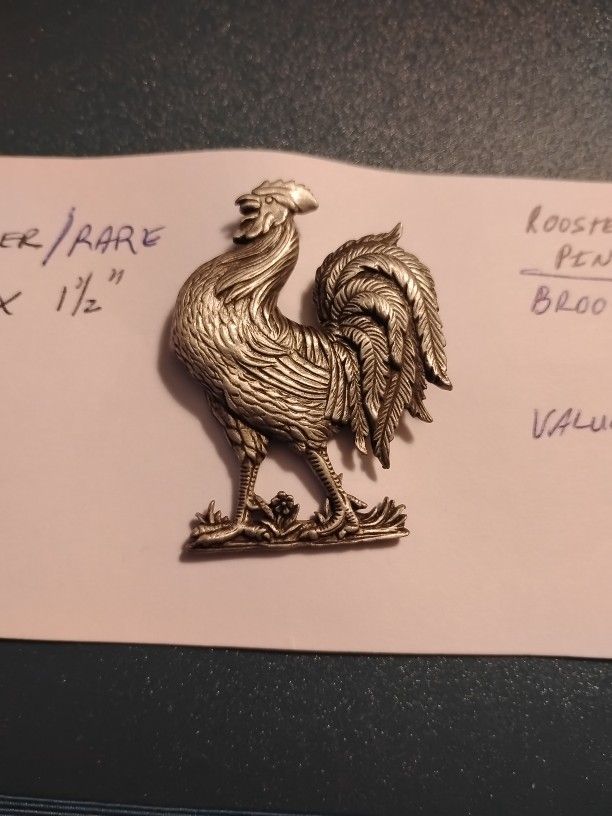 ER/RARE
X 1½"
ROOSTE
PIN
BROO
VALU